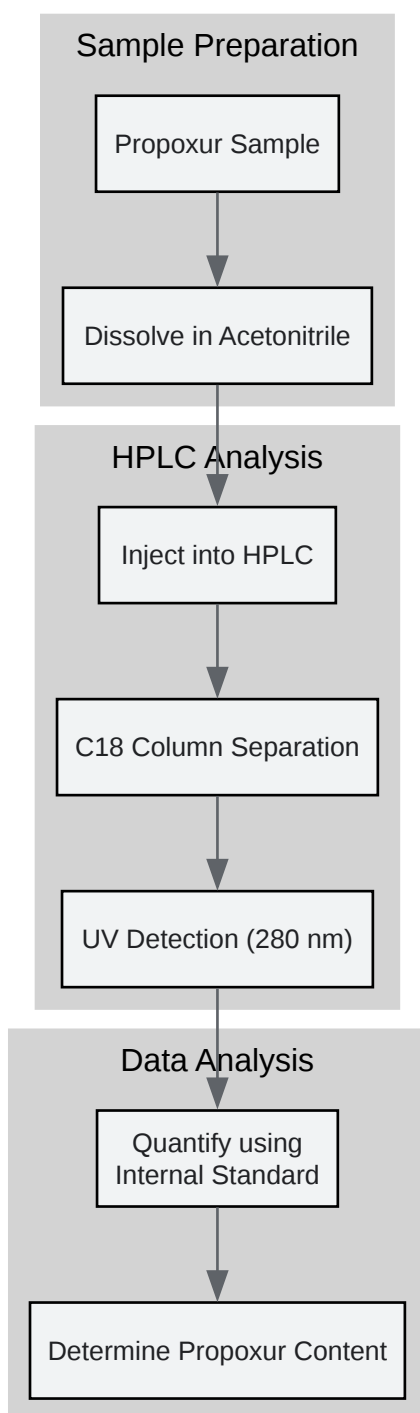 Sample Preparation
Propoxur Sample
Dissolve in Acetonitrile
HPLC Analysis
Inject into HPLC
C18 Column Separation
UV Detection (280 nm)
Data Analysis
Quantify using
Internal Standard
Determine Propoxur Content